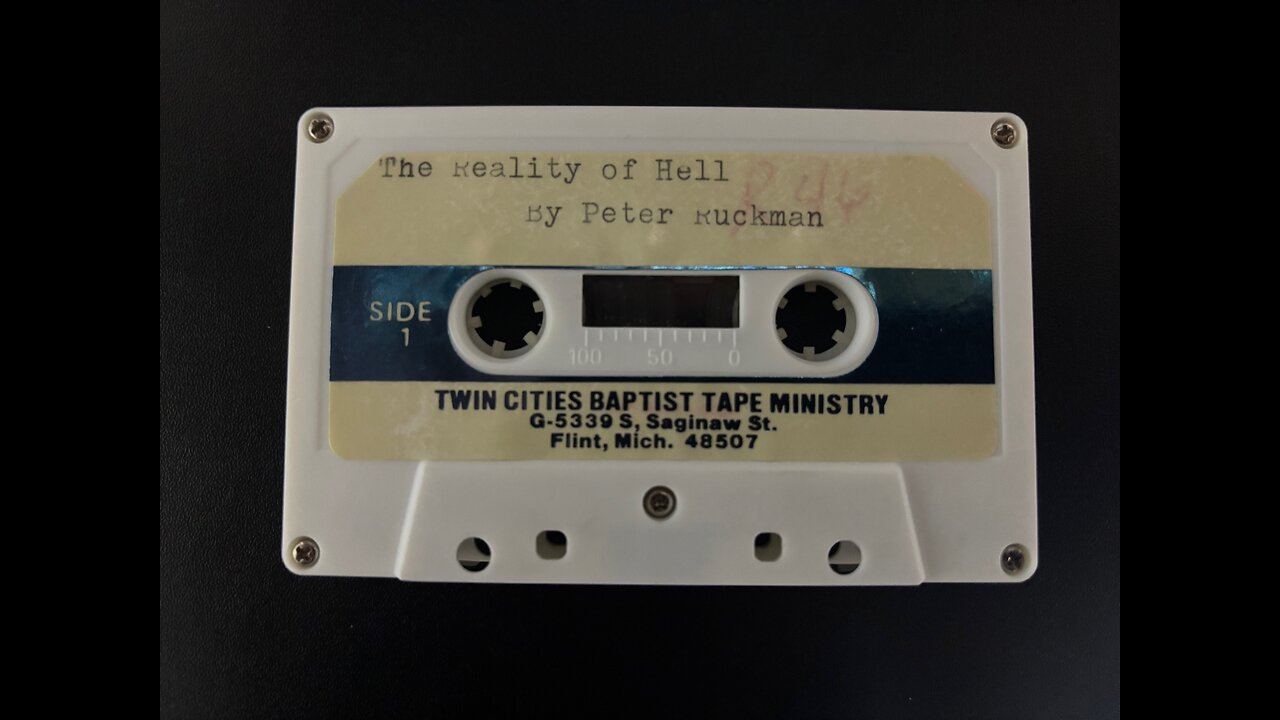 The Reality of Hell
By Peter Ruckman
SIDE
1
100 50 0
TWIN CITIES BAPTIST TAPE MINISTRY
G-5339 S, Saginaw St.
Flint, Mich. 48507